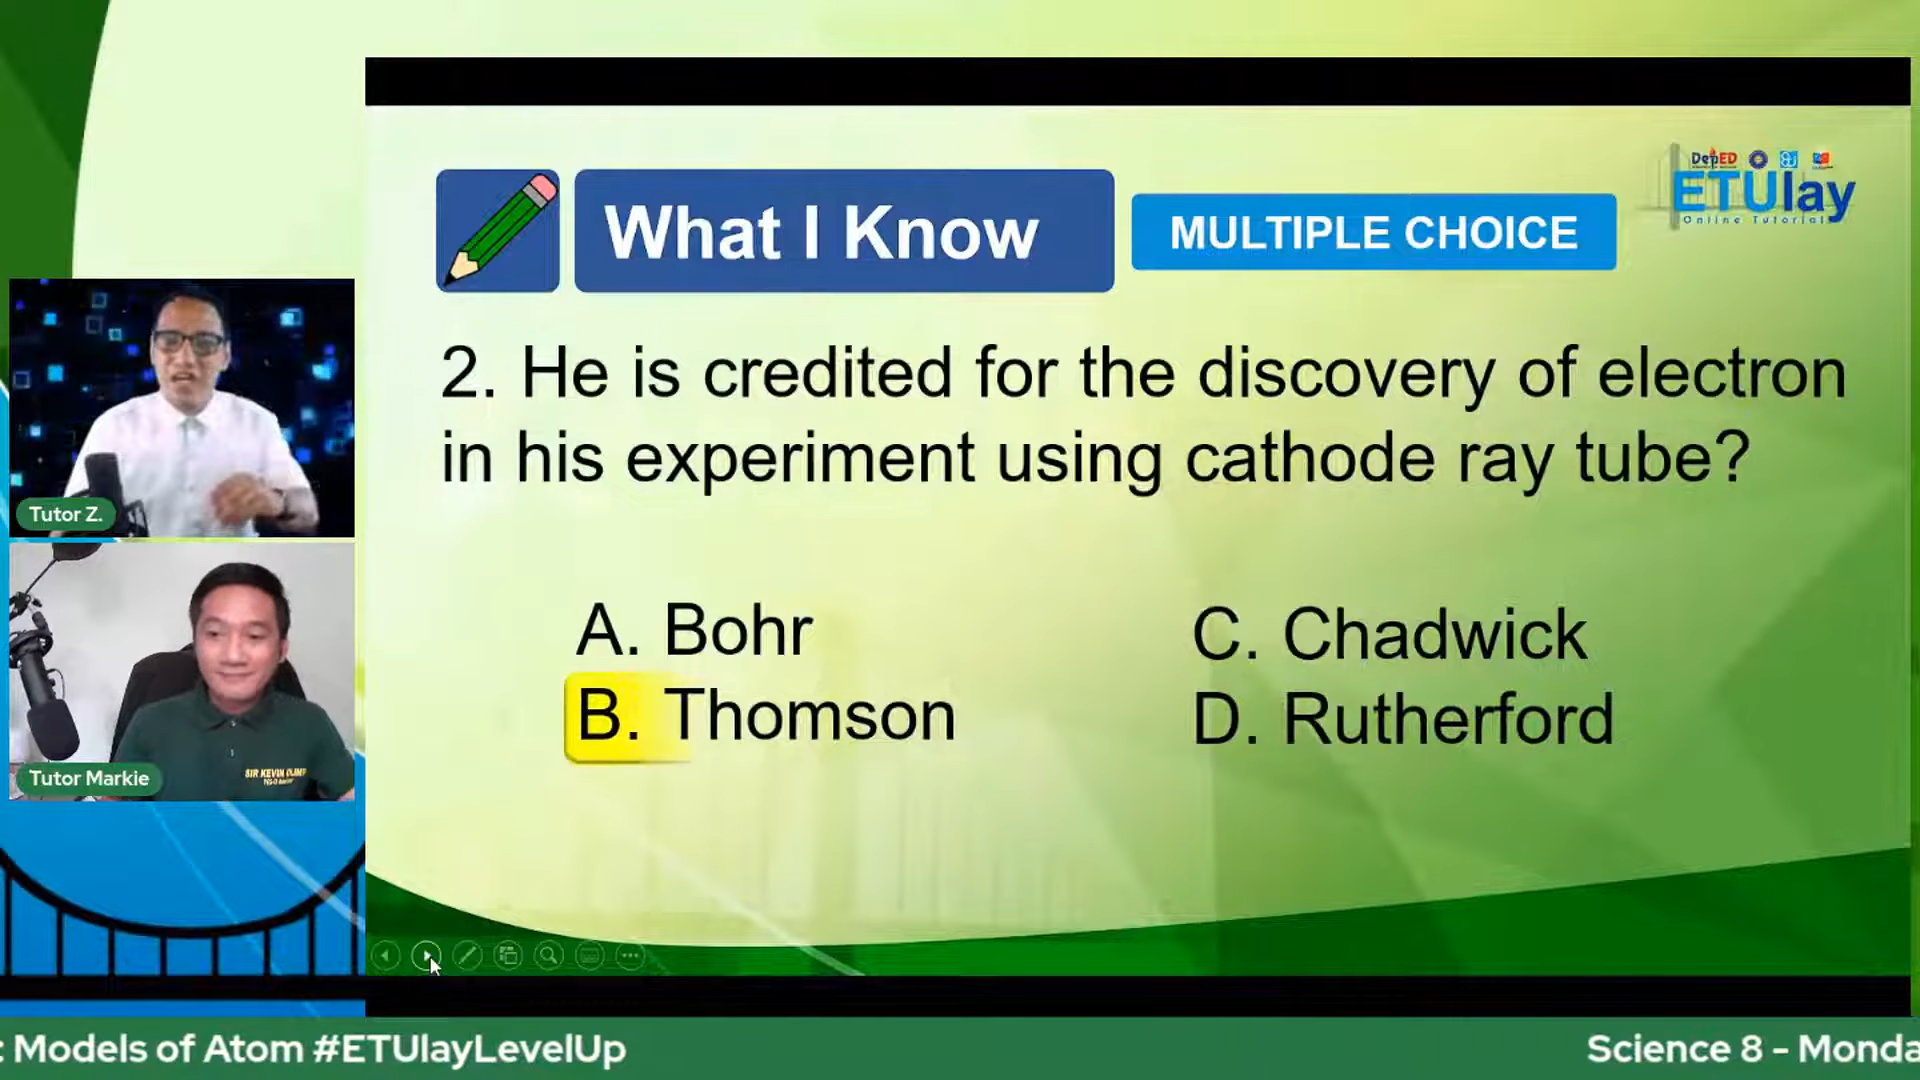 DepED
ETUlay
Online Tutorial
What I Know
MULTIPLE CHOICE
2. He is credited for the discovery of electron
in his experiment using cathode ray tube?
A. Bohr
B. Thomson
C. Chadwick
D. Rutherford
Tutor Z.
SIR KEVIN
Tutor Markie
: Models of Atom #ETUlayLevelUp
Science 8 - Monda